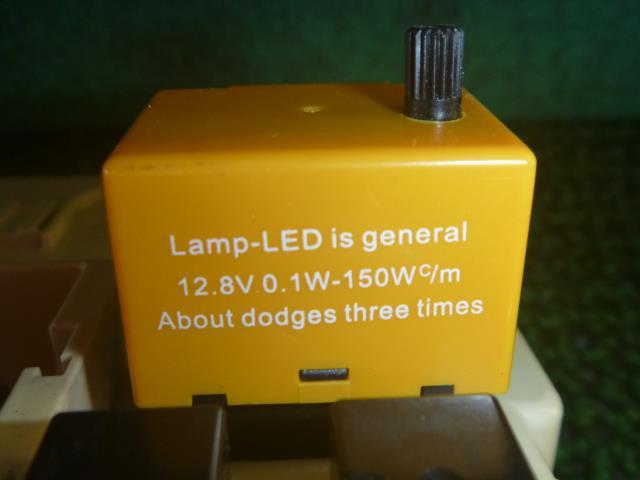 Lamp-LED is general
12.8V 0.1W-150W c/m
About dodges three times